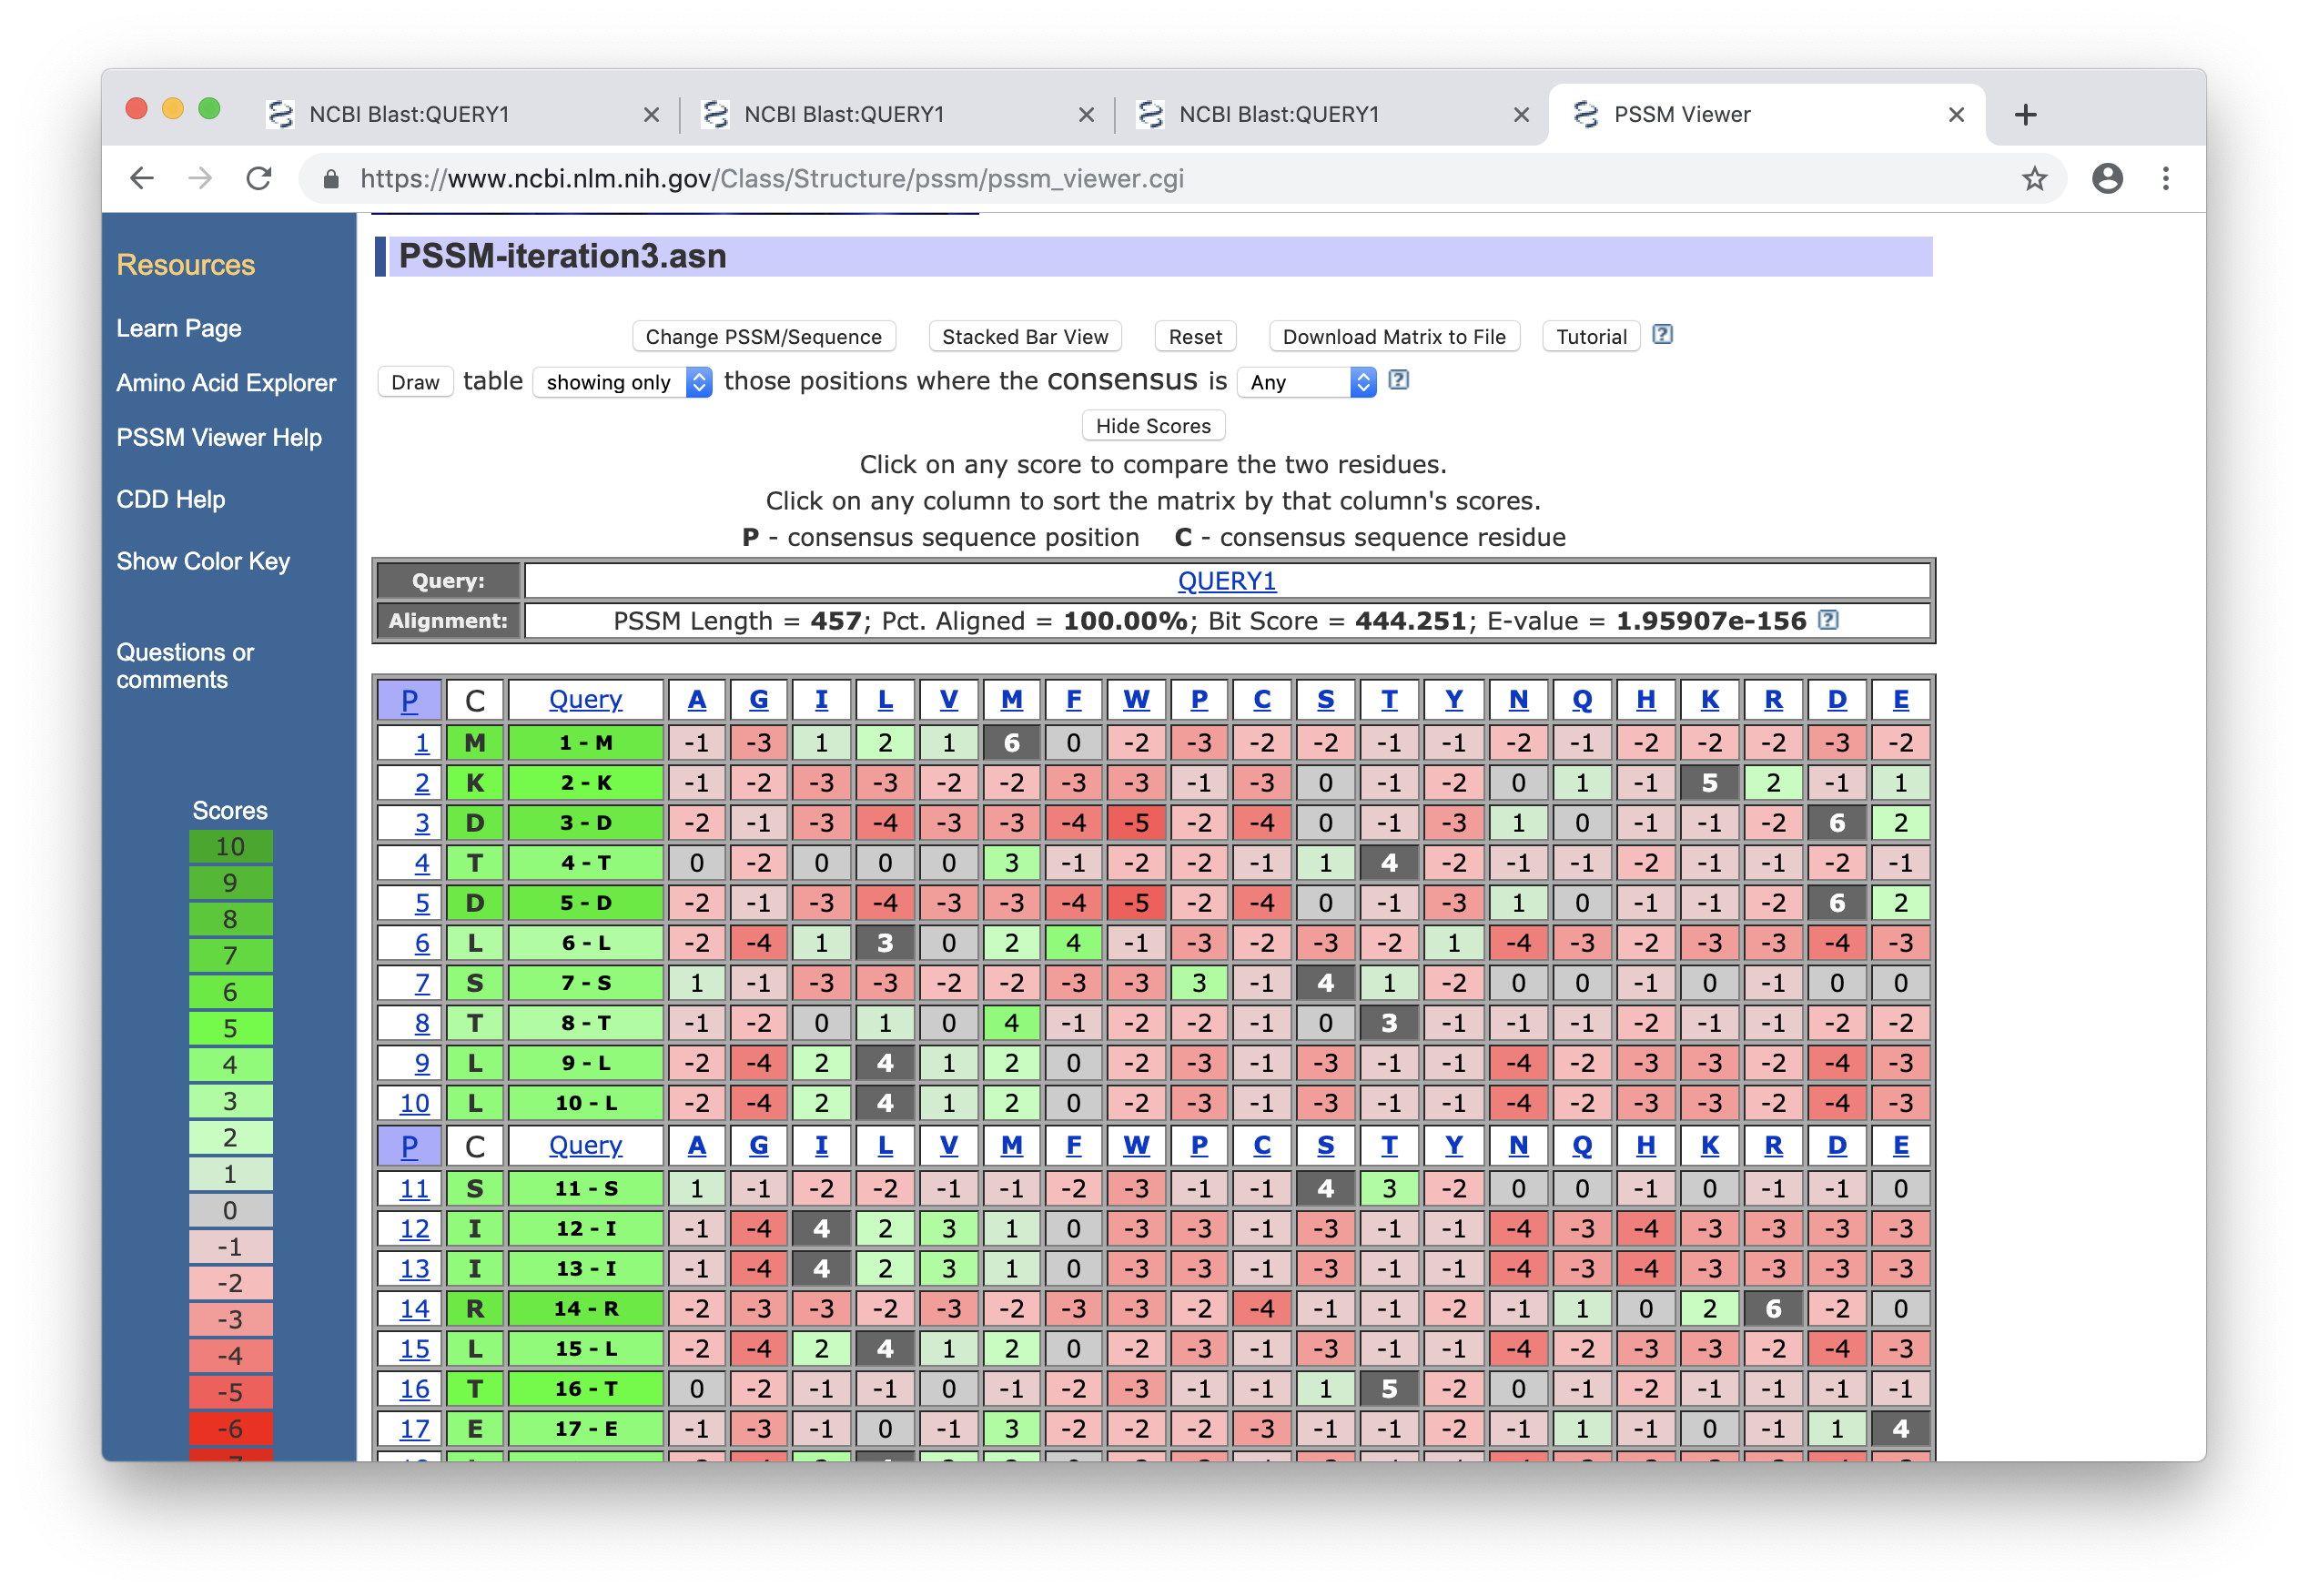 NCBI Blast:QUERY1 NCBI Blast:QUERY1 NCBI Blast:QUERY1 PSSM Viewer
https://www.ncbi.nlm.nih.gov/Class/Structure/pssm/pssm_viewer.cgi
Resources
Learn Page
Amino Acid Explorer
PSSM Viewer Help
CDD Help
Show Color Key
Questions or
comments
Scores
10
9
8
7
6
5
4
3
2
1
0
-1
-2
-3
-4
-5
-6
-7
PSSM-iteration3.asn
Change PSSM/Sequence Stacked Bar View Reset Download Matrix to File Tutorial ?
Draw table showing only those positions where the consensus is Any ?
Hide Scores
Click on any score to compare the two residues.
Click on any column to sort the matrix by that column's scores.
P - consensus sequence position C - consensus sequence residue
Query: QUERY1
Alignment: PSSM Length = 457; Pct. Aligned = 100.00%; Bit Score = 444.251; E-value = 1.95907e-156 ?
P C Query A G I L V M F W P C S T Y N Q H K R D E
1 M 1 - M -1 -3 1 2 1 6 0 -2 -3 -2 -2 -1 -1 -2 -1 -2 -2 -2 -3 -2
2 K 2 - K -1 -2 -3 -3 -2 -2 -3 -3 -1 -3 0 -1 -2 0 1 -1 5 2 -1 1
3 D 3 - D -2 -1 -3 -4 -3 -3 -4 -5 -2 -4 0 -1 -3 1 0 -1 -1 -2 6 2
4 T 4 - T 0 -2 0 0 0 3 -1 -2 -2 -1 1 4 -2 -1 -1 -2 -1 -1 -2 -1
5 D 5 - D -2 -1 -3 -4 -3 -3 -4 -5 -2 -4 0 -1 -3 1 0 -1 -1 -2 6 2
6 L 6 - L -2 -4 1 3 0 2 4 -1 -3 -2 -3 -2 1 -4 -3 -2 -3 -3 -4 -3
7 S 7 - S 1 -1 -3 -3 -2 -2 -3 -3 3 -1 4 1 -2 0 0 -1 0 -1 0 0
8 T 8 - T -1 -2 0 1 0 4 -1 -2 -2 -1 0 3 -1 -1 -1 -2 -1 -1 -2 -2
9 L 9 - L -2 -4 2 4 1 2 0 -2 -3 -1 -3 -1 -1 -4 -2 -3 -3 -2 -4 -3
10 L 10 - L -2 -4 2 4 1 2 0 -2 -3 -1 -3 -1 -1 -4 -2 -3 -3 -2 -4 -3
P C Query A G I L V M F W P C S T Y N Q H K R D E
11 S 11 - S 1 -1 -2 -2 -1 -1 -2 -3 -1 -1 4 3 -2 0 0 -1 0 -1 -1 0
12 I 12 - I -1 -4 4 2 3 1 0 -3 -3 -1 -3 -1 -1 -4 -3 -4 -3 -3 -3 -3
13 I 13 - I -1 -4 4 2 3 1 0 -3 -3 -1 -3 -1 -1 -4 -3 -4 -3 -3 -3 -3
14 R 14 - R -2 -3 -3 -2 -3 -2 -3 -3 -2 -4 -1 -1 -2 -1 1 0 2 6 -2 0
15 L 15 - L -2 -4 2 4 1 2 0 -2 -3 -1 -3 -1 -1 -4 -2 -3 -3 -2 -4 -3
16 T 16 - T 0 -2 -1 -1 0 -1 -2 -3 -1 -1 1 5 -2 0 -1 -2 -1 -1 -1 -1
17 E 17 - E -1 -3 -1 0 -1 3 -2 -2 -2 -3 -1 -1 -2 -1 1 -1 0 -1 1 4